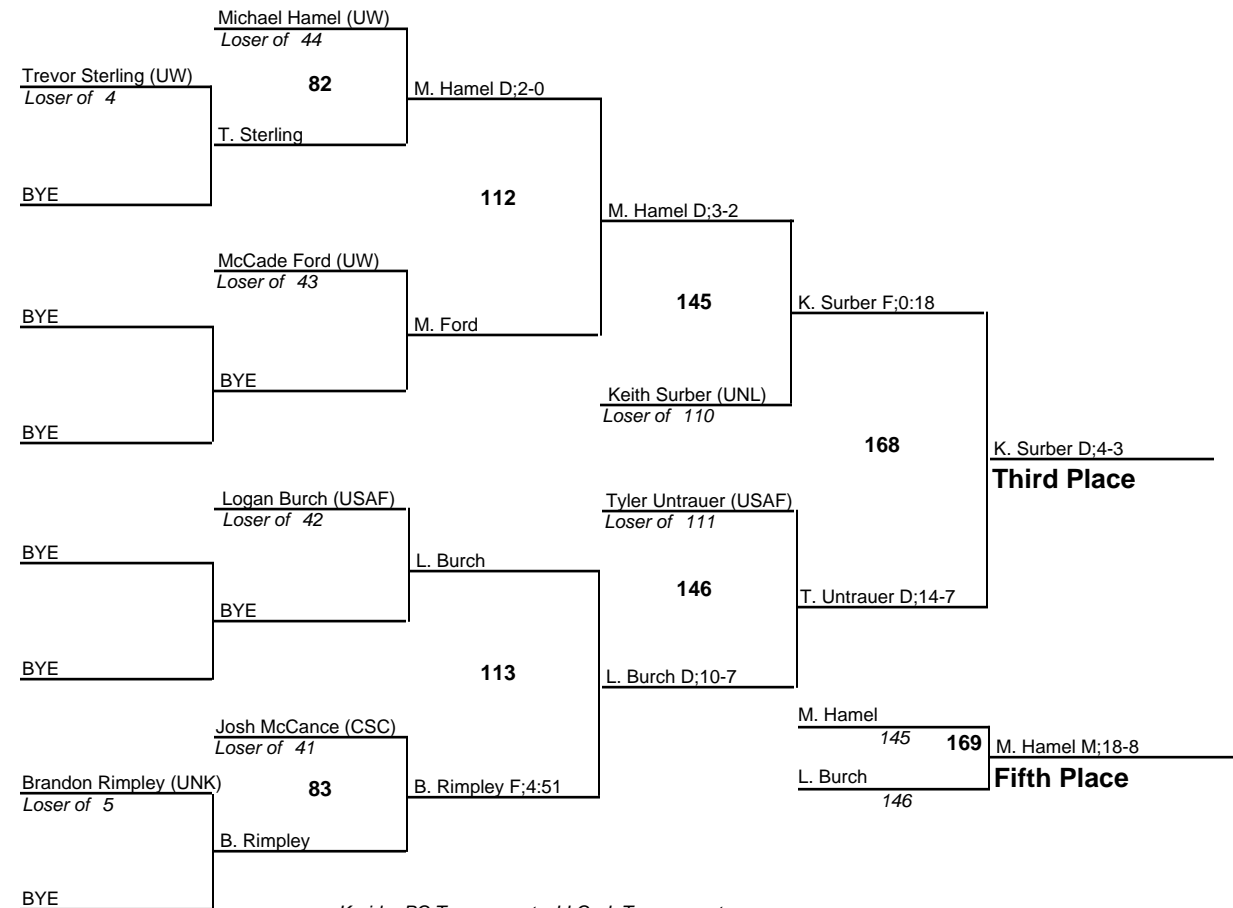 Michael Hamel (UW)
Loser of 44
Trevor Sterling (UW)
Loser of 4
82
M. Hamel D;2-0
T. Sterling
BYE
112
M. Hamel D;3-2
McCade Ford (UW)
Loser of 43
BYE
M. Ford
145
K. Surber F;0:18
BYE
Keith Surber (UNL)
Loser of 110
BYE
168
K. Surber D;4-3
Third Place
Logan Burch (USAF)
Loser of 42
Tyler Untrauer (USAF)
Loser of 111
BYE
L. Burch
146
T. Untrauer D;14-7
BYE
BYE
113
L. Burch D;10-7
Josh McCance (CSC)
Loser of 41
M. Hamel
145
169
M. Hamel M;18-8
Fifth Place
L. Burch
146
Brandon Rimpley (UNK)
Loser of 5
83
B. Rimpley F;4:51
B. Rimpley
BYE